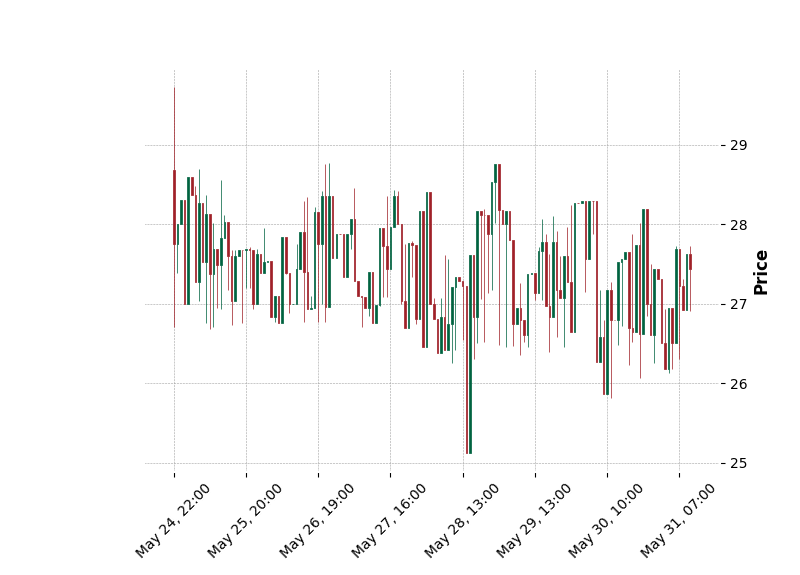 29
28
27
26
25
Price
May 24, 22:00
May 25, 20:00
May 26, 19:00
May 27, 16:00
May 28, 13:00
May 29, 13:00
May 30, 10:00
May 31, 07:00